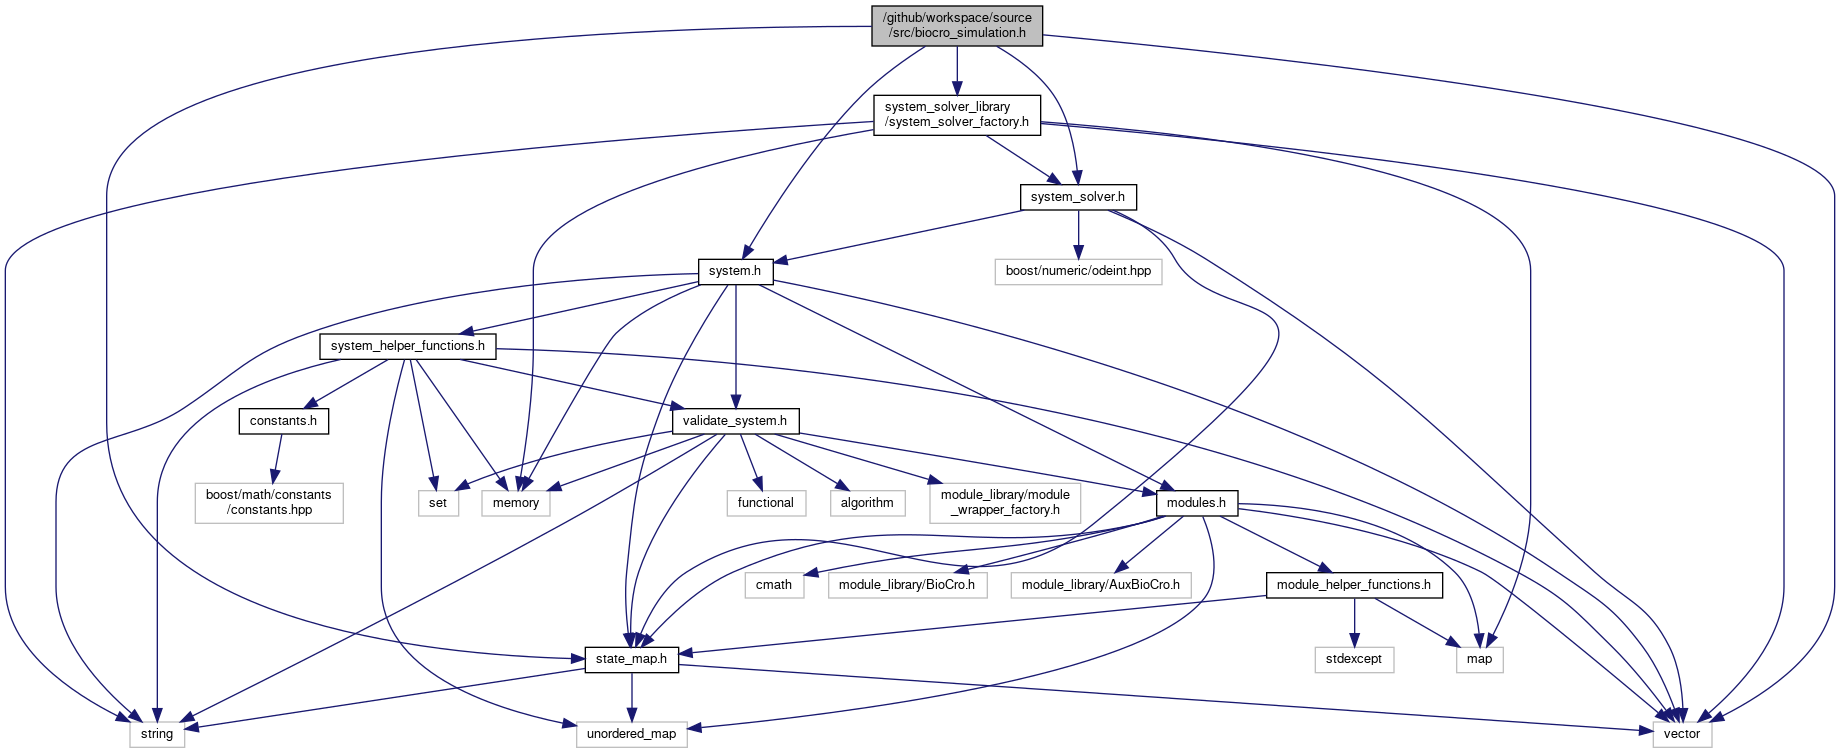 /github/workspace/source
/src/biocro_simulation.h
system_solver_library
/system_solver_factory.h
system_solver.h
system.h
boost/numeric/odeint.hpp
system_helper_functions.h
constants.h
validate_system.h
boost/math/constants
/constants.hpp
set
memory
functional
algorithm
module_library/module
_wrapper_factory.h
modules.h
cmath
module_library/BioCro.h
module_library/AuxBioCro.h
module_helper_functions.h
state_map.h
stdexcept
map
string
unordered_map
vector